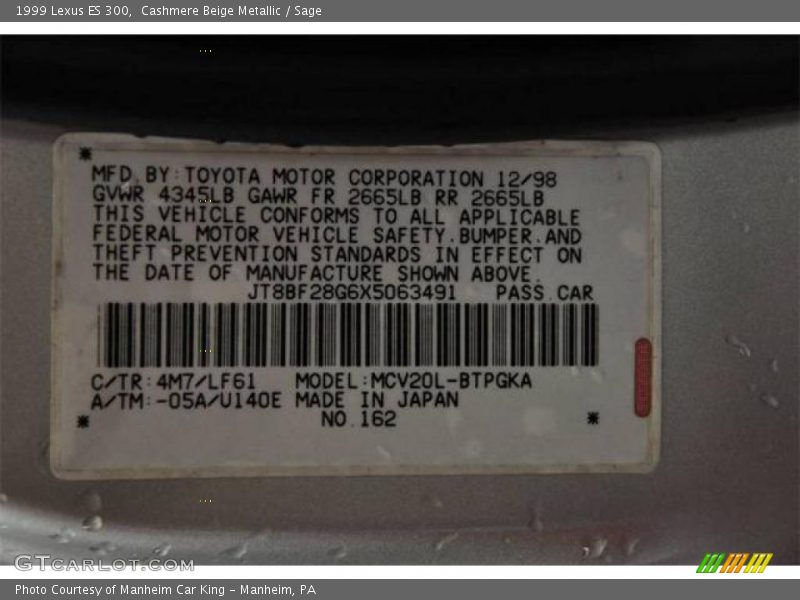 1999 Lexus ES 300,  Cashmere Beige Metallic / Sage
MFD.BY:TOYOTA MOTOR CORPORATION 12/98
GVWR 4345LB GAWR FR 2665LB RR 2665LB
THIS VEHICLE CONFORMS TO ALL APPLICABLE
FEDERAL MOTOR VEHICLE SAFETY.BUMPER.AND
THEFT PREVENTION STANDARDS IN EFFECT ON
THE DATE OF MANUFACTURE SHOWN ABOVE.
JT8BF28G6X5063491 PASS.CAR
C/TR:4M7/LF61 MODEL:MCV20L-BTPGKA
A/TM:-05A/U140E MADE IN JAPAN
NO.162
GTCARLOT.COM
Photo Courtesy of Manheim Car King - Manheim, PA